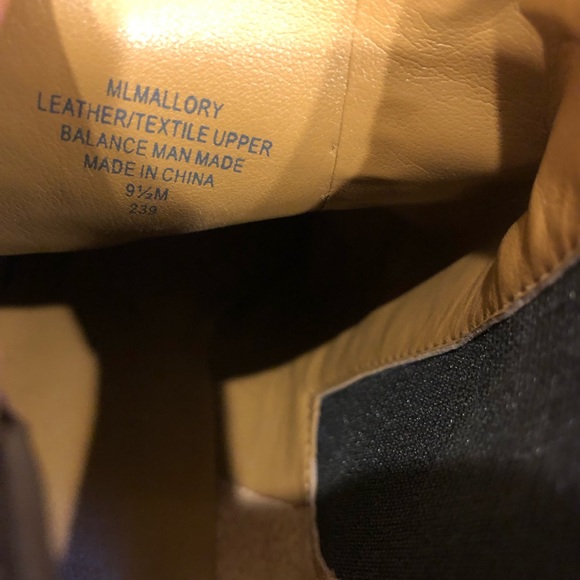 MLMALLORY
LEATHER/TEXTILE UPPER
BALANCE MAN MADE
MADE IN CHINA
9½M
239